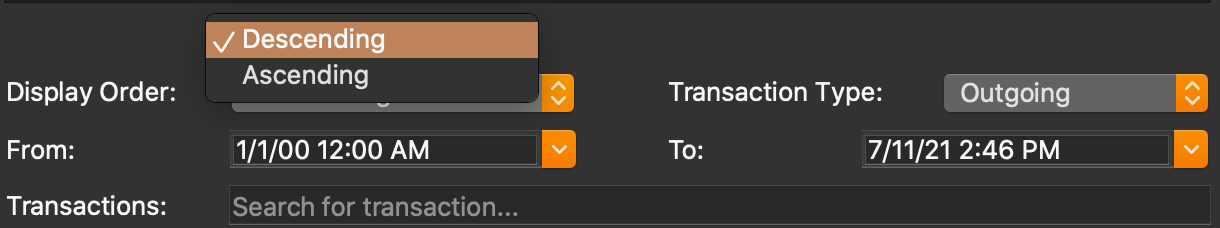 ✓ Descending
Ascending
Display Order:
Transaction Type: Outgoing
From: 1/1/00 12:00 AM
To: 7/11/21 2:46 PM
Transactions: Search for transaction...